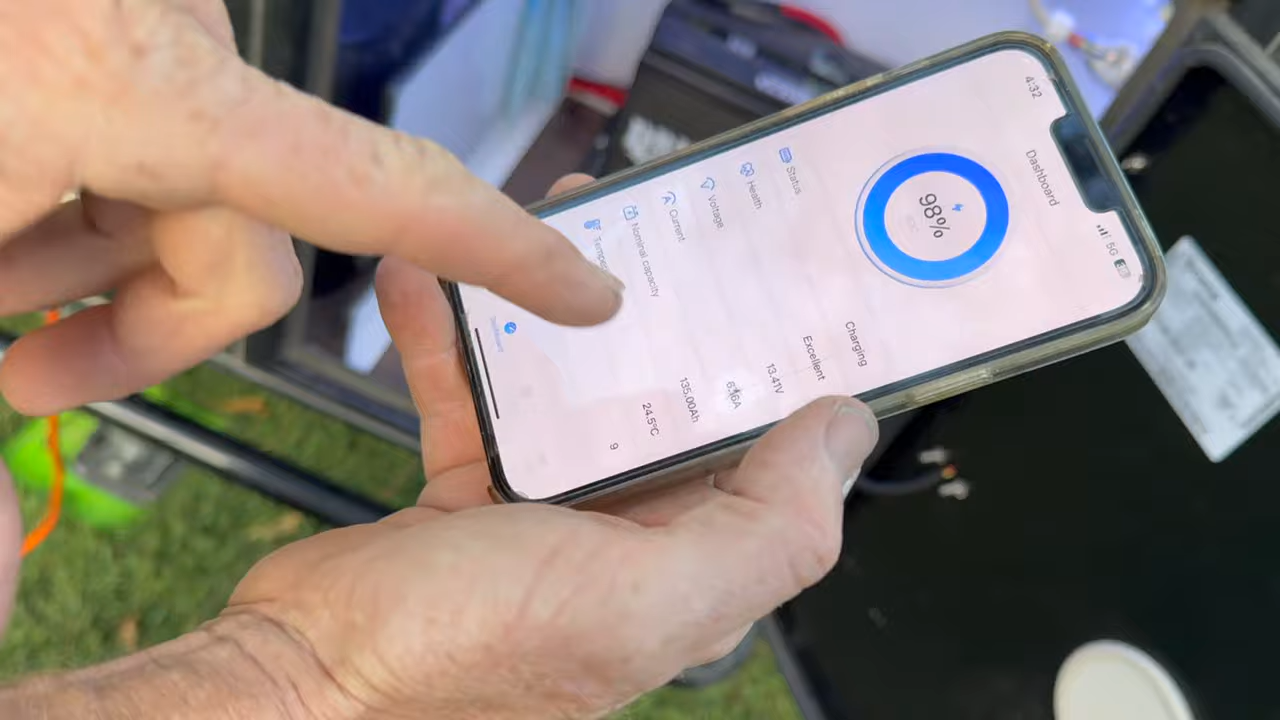 4:32
5G
Dashboard
98%
Status Charging
Health Excellent
Voltage 13.41V
Current
Nominal capacity 135.00Ah
24.5°C
9